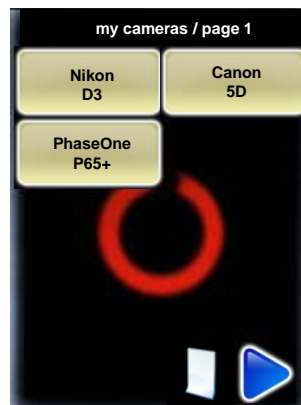 my cameras / page 1
Nikon
D3
Canon
5D
PhaseOne
P65+